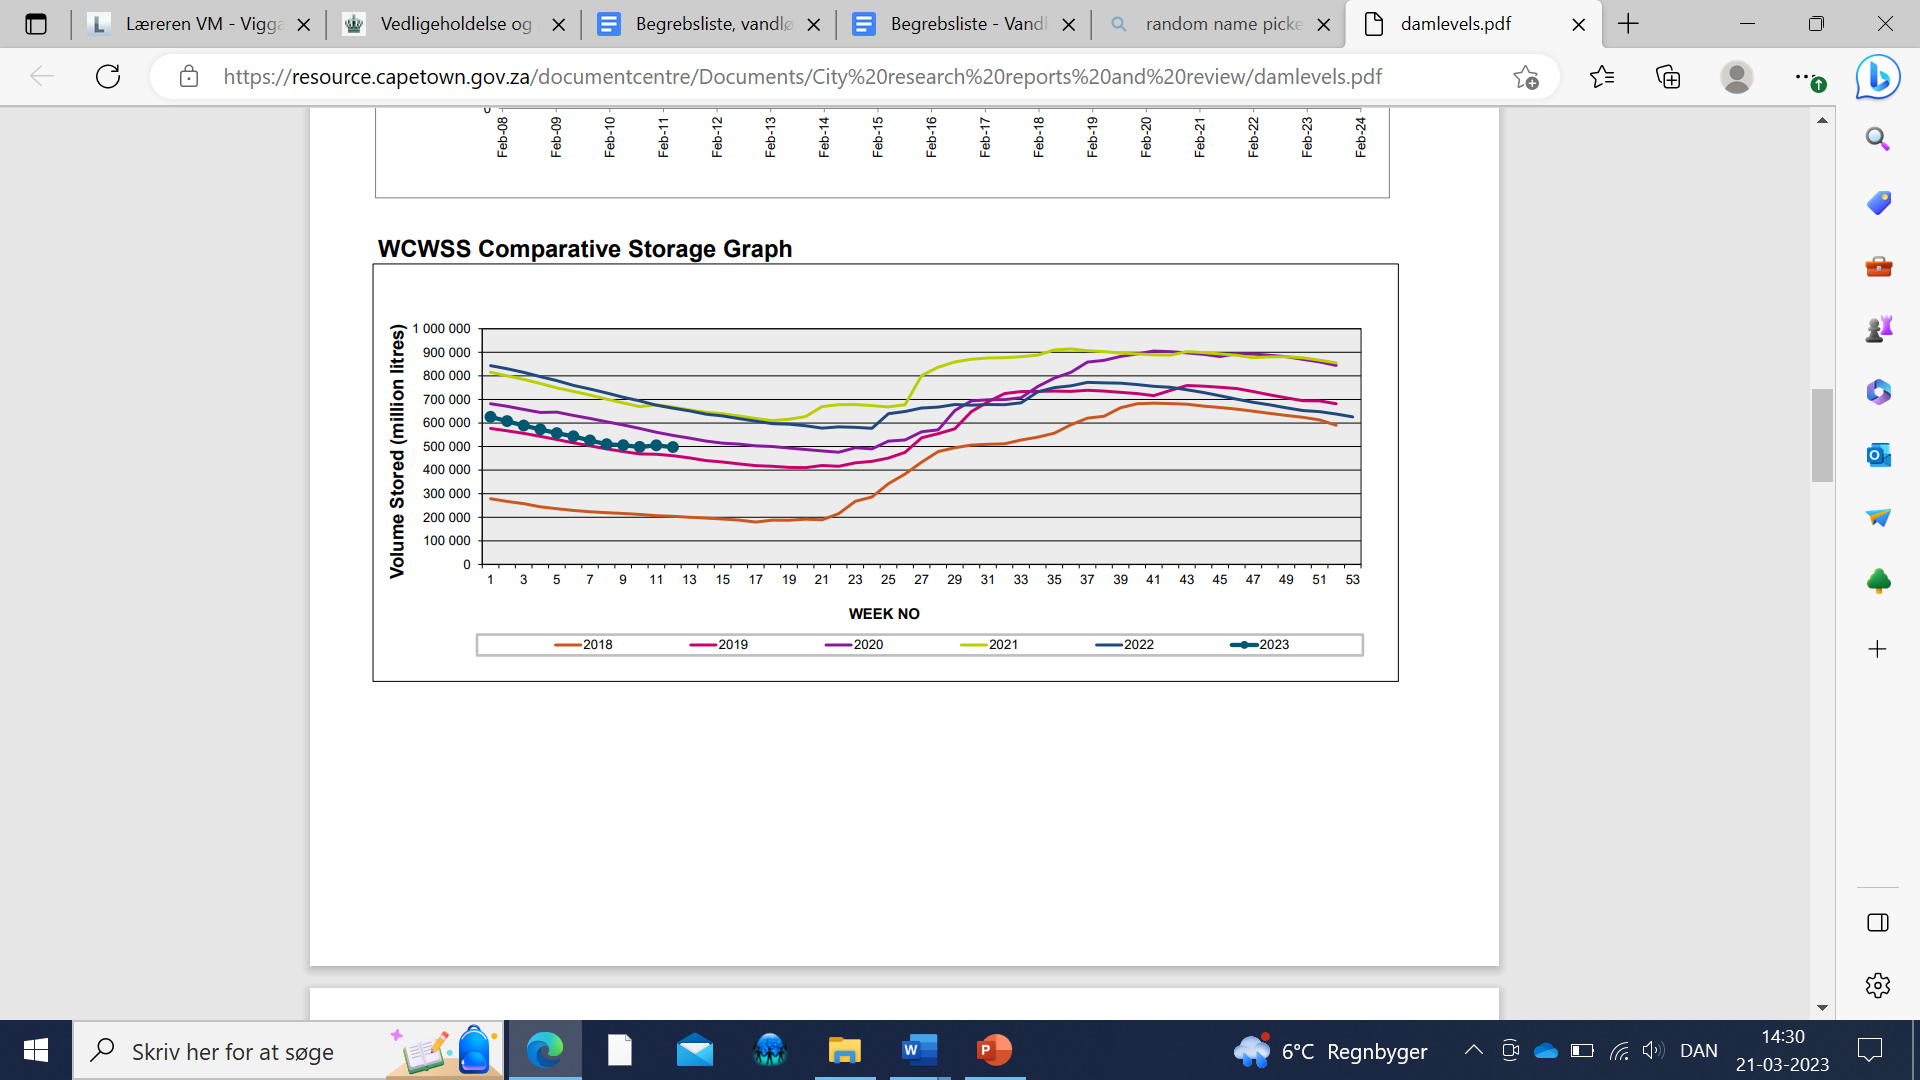 Læreren VM - Vigga
Vedligeholdelse og
Begrebsliste, vandlø
Begrebsliste - Vandl
random name picke
damlevels.pdf
https://resource.capetown.gov.za/documentcentre/Documents/City%20research%20reports%20and%20review/damlevels.pdf
0
Feb-08 Feb-09 Feb-10 Feb-11 Feb-12 Feb-13 Feb-14 Feb-15 Feb-16 Feb-17 Feb-18 Feb-19 Feb-20 Feb-21 Feb-22 Feb-23 Feb-24
WCWSS Comparative Storage Graph
Volume Stored (million litres)
1 000 000
900 000
800 000
700 000
600 000
500 000
400 000
300 000
200 000
100 000
0
1 3 5 7 9 11 13 15 17 19 21 23 25 27 29 31 33 35 37 39 41 43 45 47 49 51 53
WEEK NO
2018 2019 2020 2021 2022 2023
Skriv her for at søge
6°C Regnbyger
DAN
14:30
21-03-2023